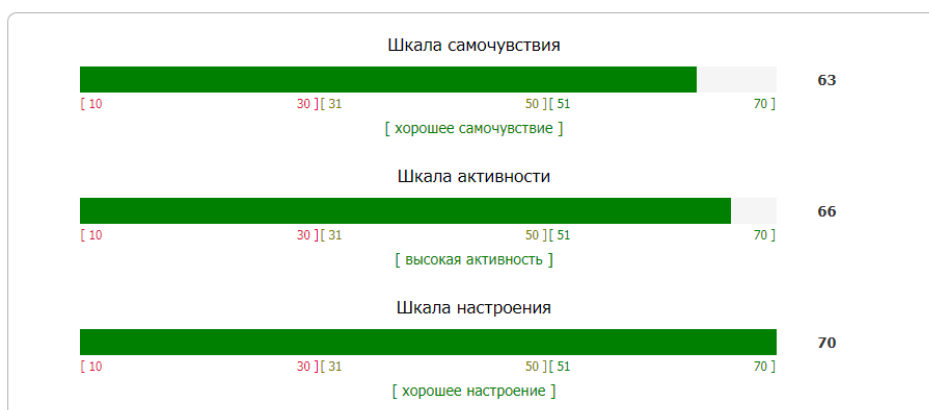 Шкала самочувствия
63
[ 10 30 ][ 31 50 ][ 51 70 ]
[ хорошее самочувствие ]
Шкала активности
66
[ 10 30 ][ 31 50 ][ 51 70 ]
[ высокая активность ]
Шкала настроения
70
[ 10 30 ][ 31 50 ][ 51 70 ]
[ хорошее настроение ]